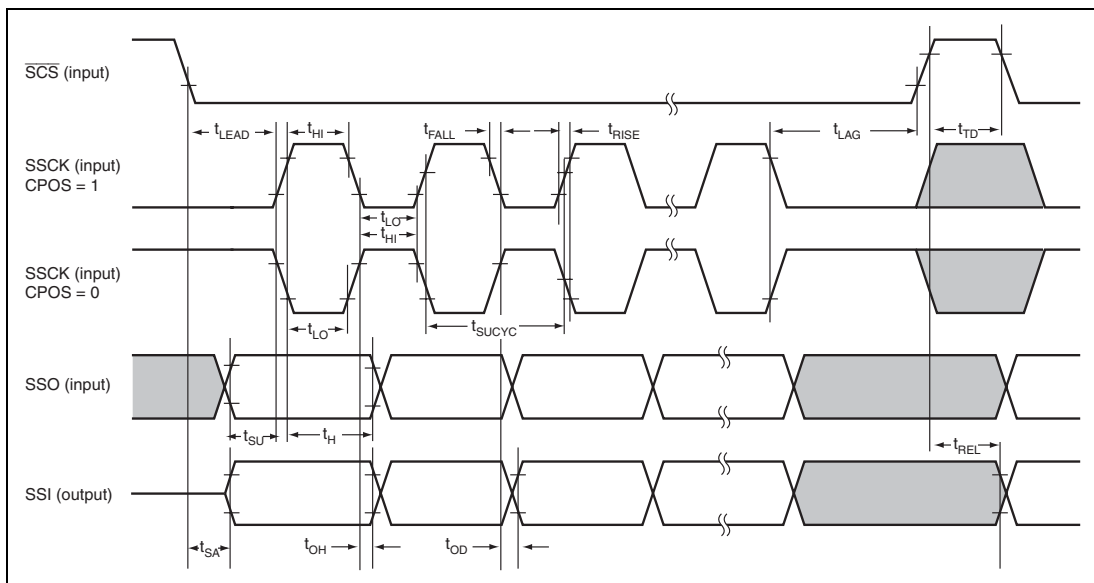 SCS (input)
tLEAD tHI tFALL tRISE tLAG tTD
SSCK (input)
CPOS = 1
tLO
tHI
SSCK (input)
CPOS = 0
tLO tSUCYC
SSO (input)
tSU tH tREL
SSI (output)
tSA tOH tOD